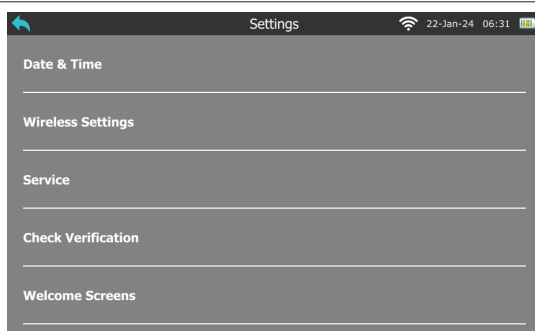 Settings 22-Jan-24 06:31
Date & Time
Wireless Settings
Service
Check Verification
Welcome Screens